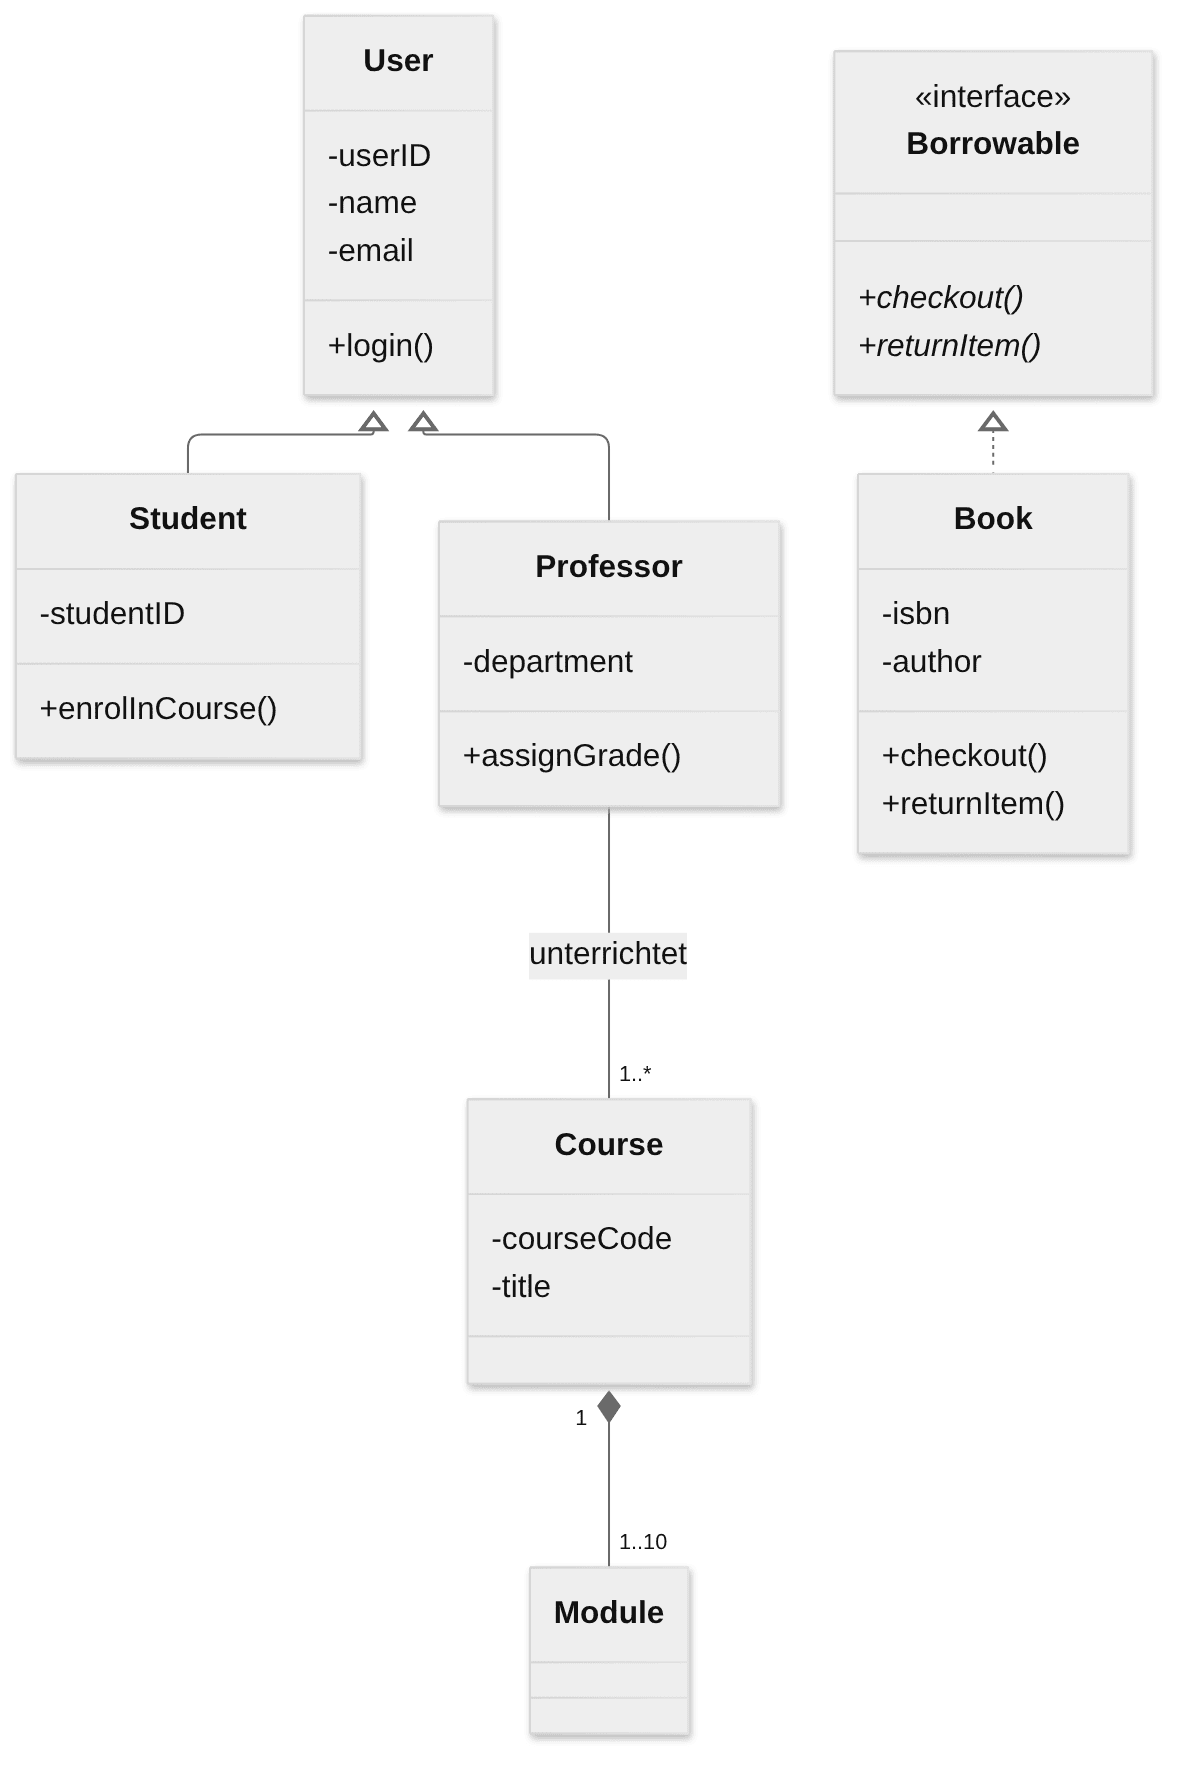 User
-userID
-name
-email
+login()
«interface»
Borrowable
+checkout()
+returnItem()
Student
-studentID
+enrolInCourse()
Professor
-department
+assignGrade()
Book
-isbn
-author
+checkout()
+returnItem()
unterrichtet
1..*
Course
-courseCode
-title
1
1..10
Module